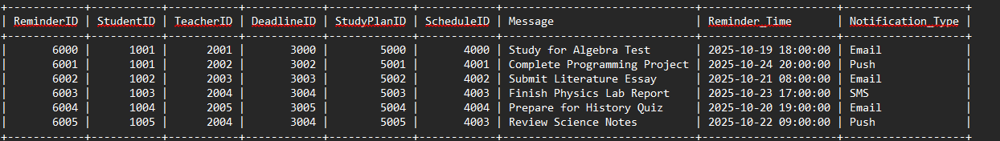 | ReminderID | StudentID | TeacherID | DeadlineID | StudyPlanID | ScheduleID | Message | Reminder_Time | Notification_Type |
| 6000 | 1001 | 2001 | 3000 | 5000 | 4000 | Study for Algebra Test | 2025-10-19 18:00:00 | Email |
| 6001 | 1001 | 2002 | 3002 | 5001 | 4001 | Complete Programming Project | 2025-10-24 20:00:00 | Push |
| 6002 | 1002 | 2003 | 3003 | 5002 | 4002 | Submit Literature Essay | 2025-10-21 08:00:00 | Email |
| 6003 | 1003 | 2004 | 3004 | 5003 | 4003 | Finish Physics Lab Report | 2025-10-23 17:00:00 | SMS |
| 6004 | 1004 | 2005 | 3005 | 5004 | 4004 | Prepare for History Quiz | 2025-10-20 19:00:00 | Email |
| 6005 | 1005 | 2004 | 3004 | 5005 | 4003 | Review Science Notes | 2025-10-22 09:00:00 | Push |